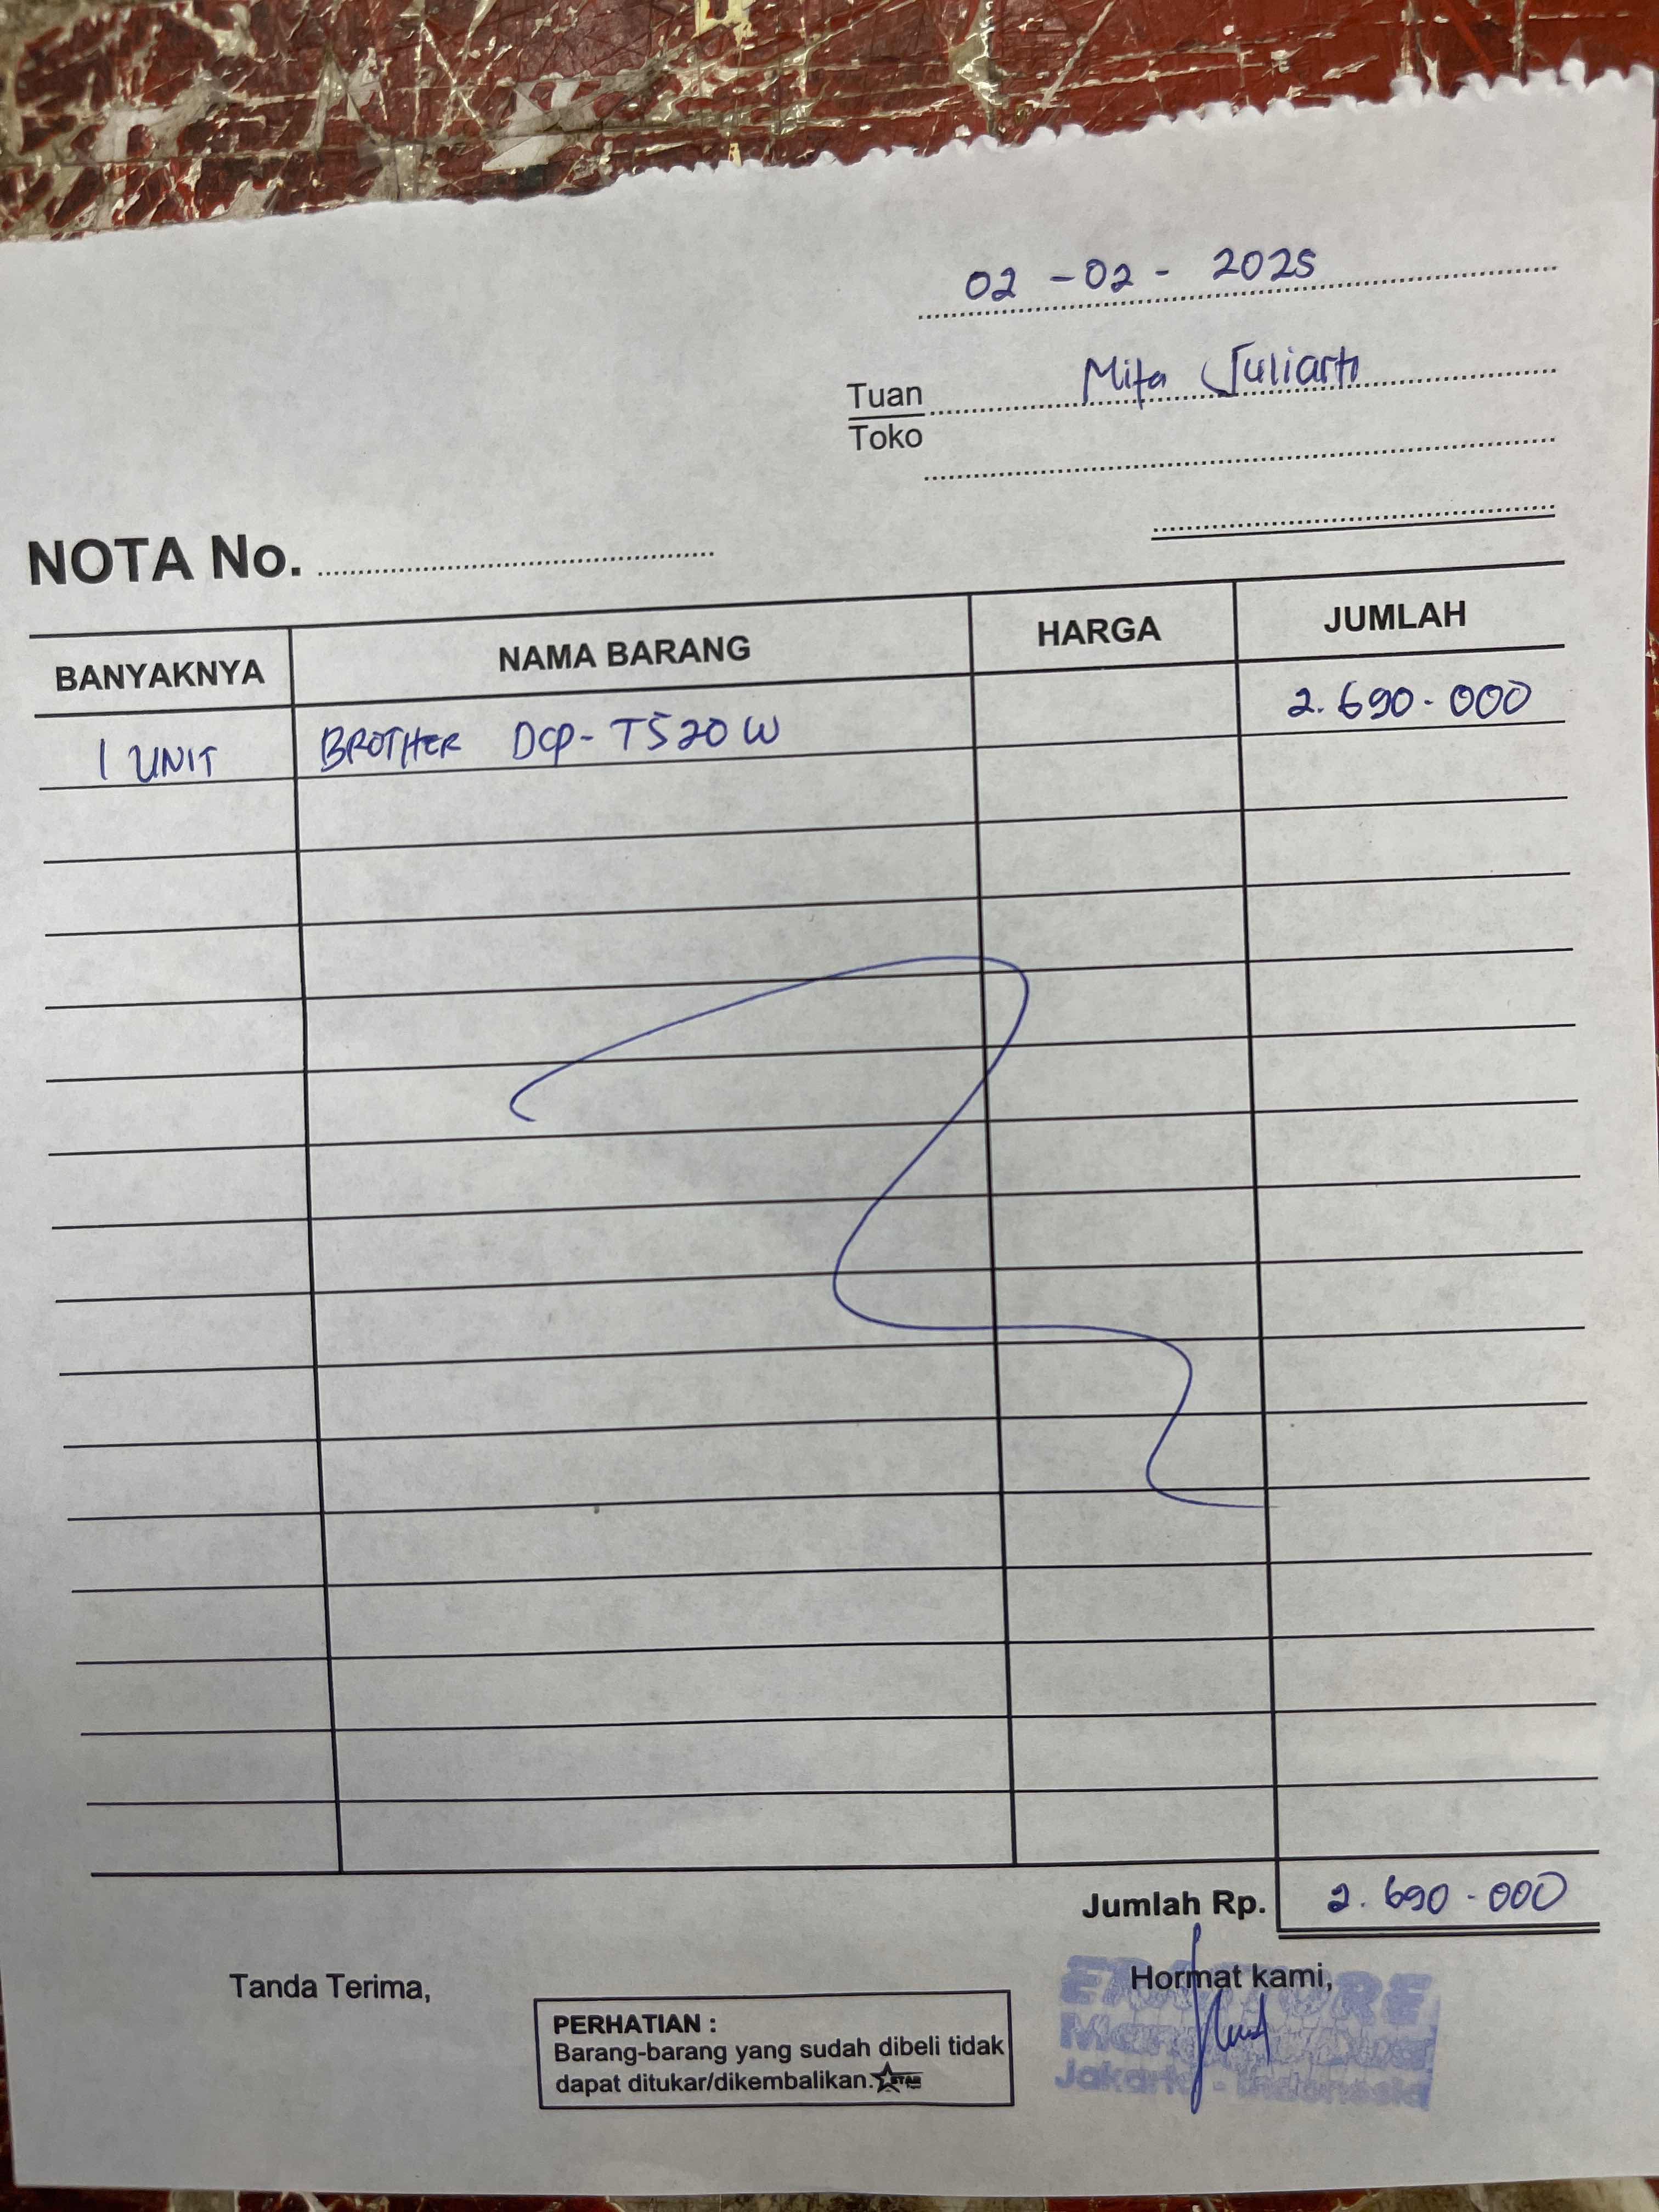 02 - 02 - 2025
Tuan Mita Juliarti
Toko
NOTA No.
BANYAKNYA NAMA BARANG HARGA JUMLAH
1 UNIT BROTHER DCP-T520W 2.690.000
Jumlah Rp. 2.690.000
Tanda Terima,
Hormat kami,
PERHATIAN :
Barang-barang yang sudah dibeli tidak
dapat ditukar/dikembalikan. STAR
Jakarta - Indonesia